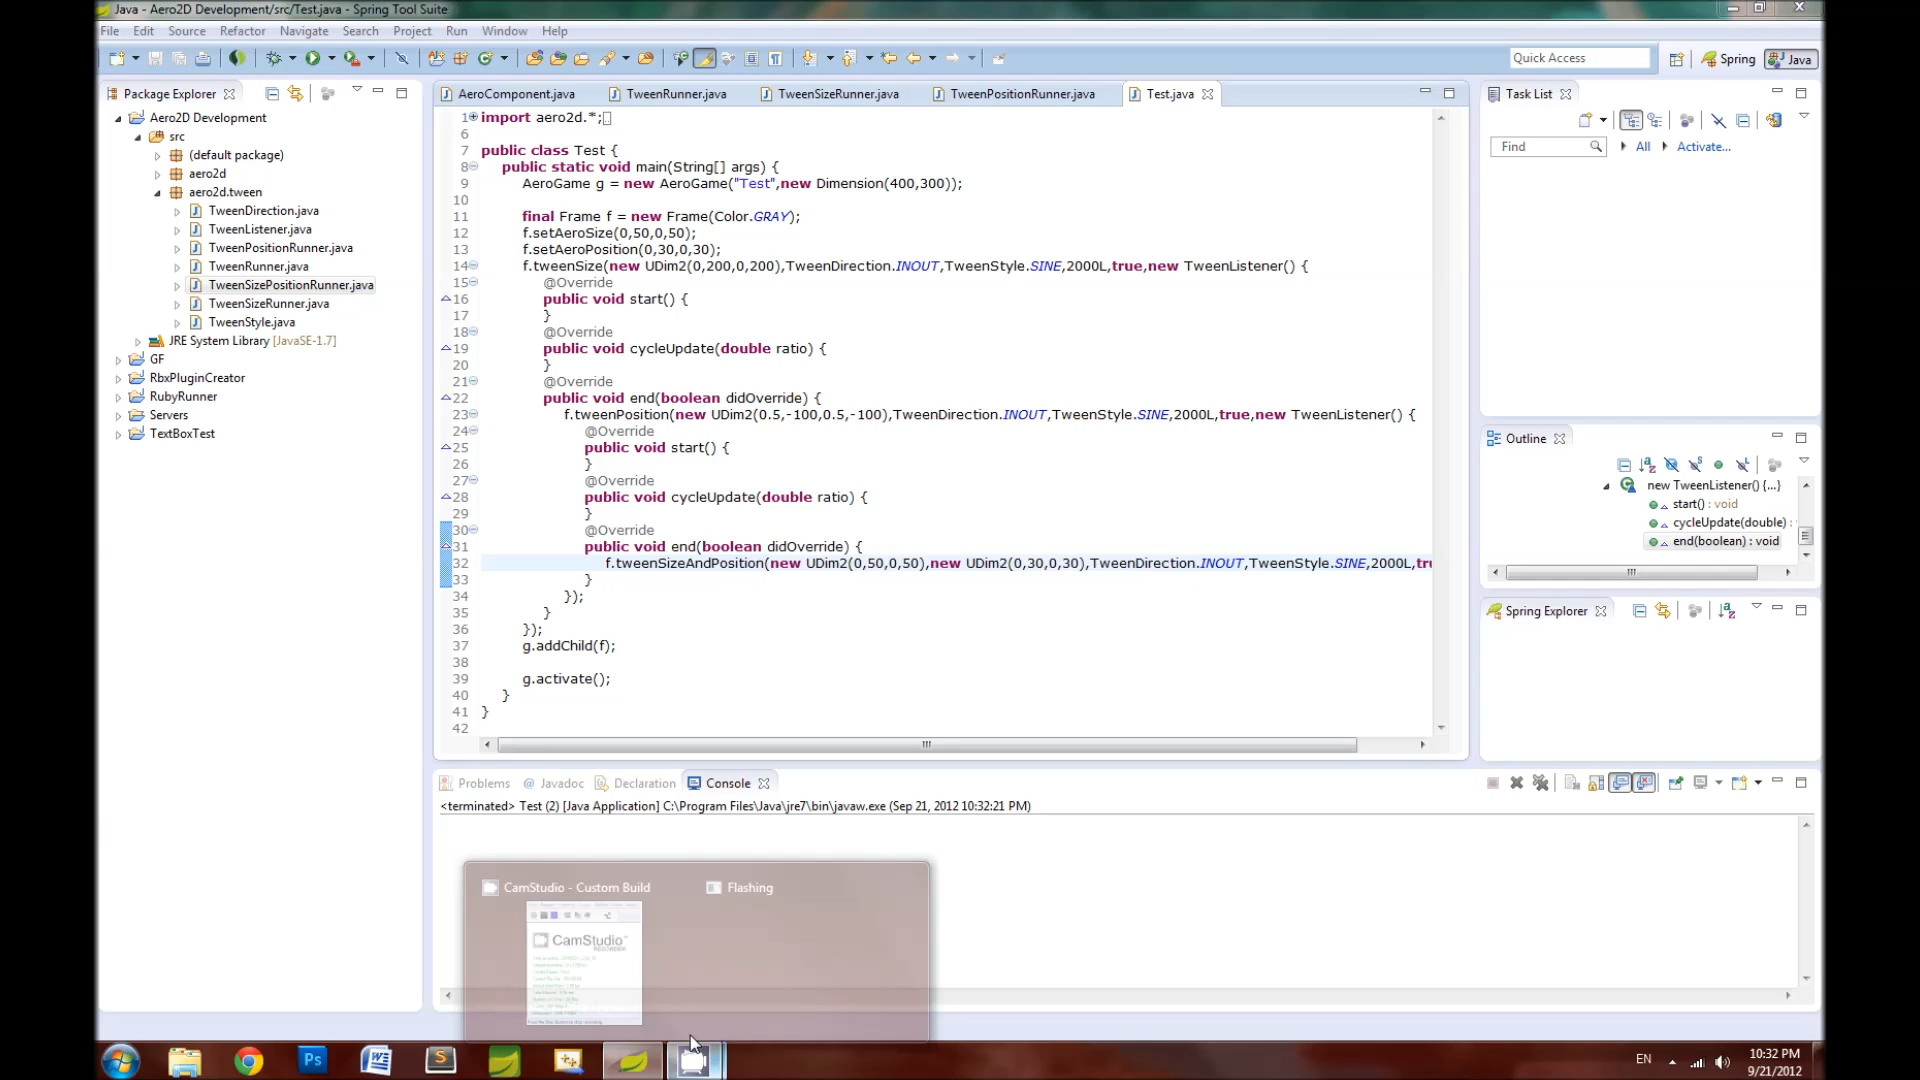 Java - Aero2D Development/src/Test.java - Spring Tool Suite
File Edit Source Refactor Navigate Search Project Run Window Help
Quick Access
Spring
Java
Package Explorer
Aero2D Development
src
(default package)
aero2d
aero2d.tween
TweenDirection.java
TweenListener.java
TweenPositionRunner.java
TweenRunner.java
TweenSizePositionRunner.java
TweenSizeRunner.java
TweenStyle.java
JRE System Library [JavaSE-1.7]
GF
RbxPluginCreator
RubyRunner
Servers
TextBoxTest
AeroComponent.java TweenRunner.java TweenSizeRunner.java TweenPositionRunner.java Test.java
1 import aero2d.*;
6
7 public class Test {
8 public static void main(String[] args) {
9 AeroGame g = new AeroGame("Test",new Dimension(400,300));
10
11 final Frame f = new Frame(Color.GRAY);
12 f.setAeroSize(0,50,0,50);
13 f.setAeroPosition(0,30,0,30);
14 f.tweenSize(new UDim2(0,200,0,200),TweenDirection.INOUT,TweenStyle.SINE,2000L,true,new TweenListener() {
15 @Override
16 public void start() {
17 }
18 @Override
19 public void cycleUpdate(double ratio) {
20 }
21 @Override
22 public void end(boolean didOverride) {
23 f.tweenPosition(new UDim2(0.5,-100,0.5,-100),TweenDirection.INOUT,TweenStyle.SINE,2000L,true,new TweenListener() {
24 @Override
25 public void start() {
26 }
27 @Override
28 public void cycleUpdate(double ratio) {
29 }
30 @Override
31 public void end(boolean didOverride) {
32 f.tweenSizeAndPosition(new UDim2(0,50,0,50),new UDim2(0,30,0,30),TweenDirection.INOUT,TweenStyle.SINE,2000L,tru
33 }
34 });
35 }
36 });
37 g.addChild(f);
38
39 g.activate();
40 }
41 }
42
Task List
Find
All
Activate...
Outline
new TweenListener() {...}
start() : void
cycleUpdate(double) :
end(boolean) : void
Spring Explorer
Problems @ Javadoc Declaration Console
<terminated> Test (2) [Java Application] C:\Program Files\Java\jre7\bin\javaw.exe (Sep 21, 2012 10:32:21 PM)
CamStudio - Custom Build
Flashing
CamStudio
Ps
EN
10:32 PM
9/21/2012